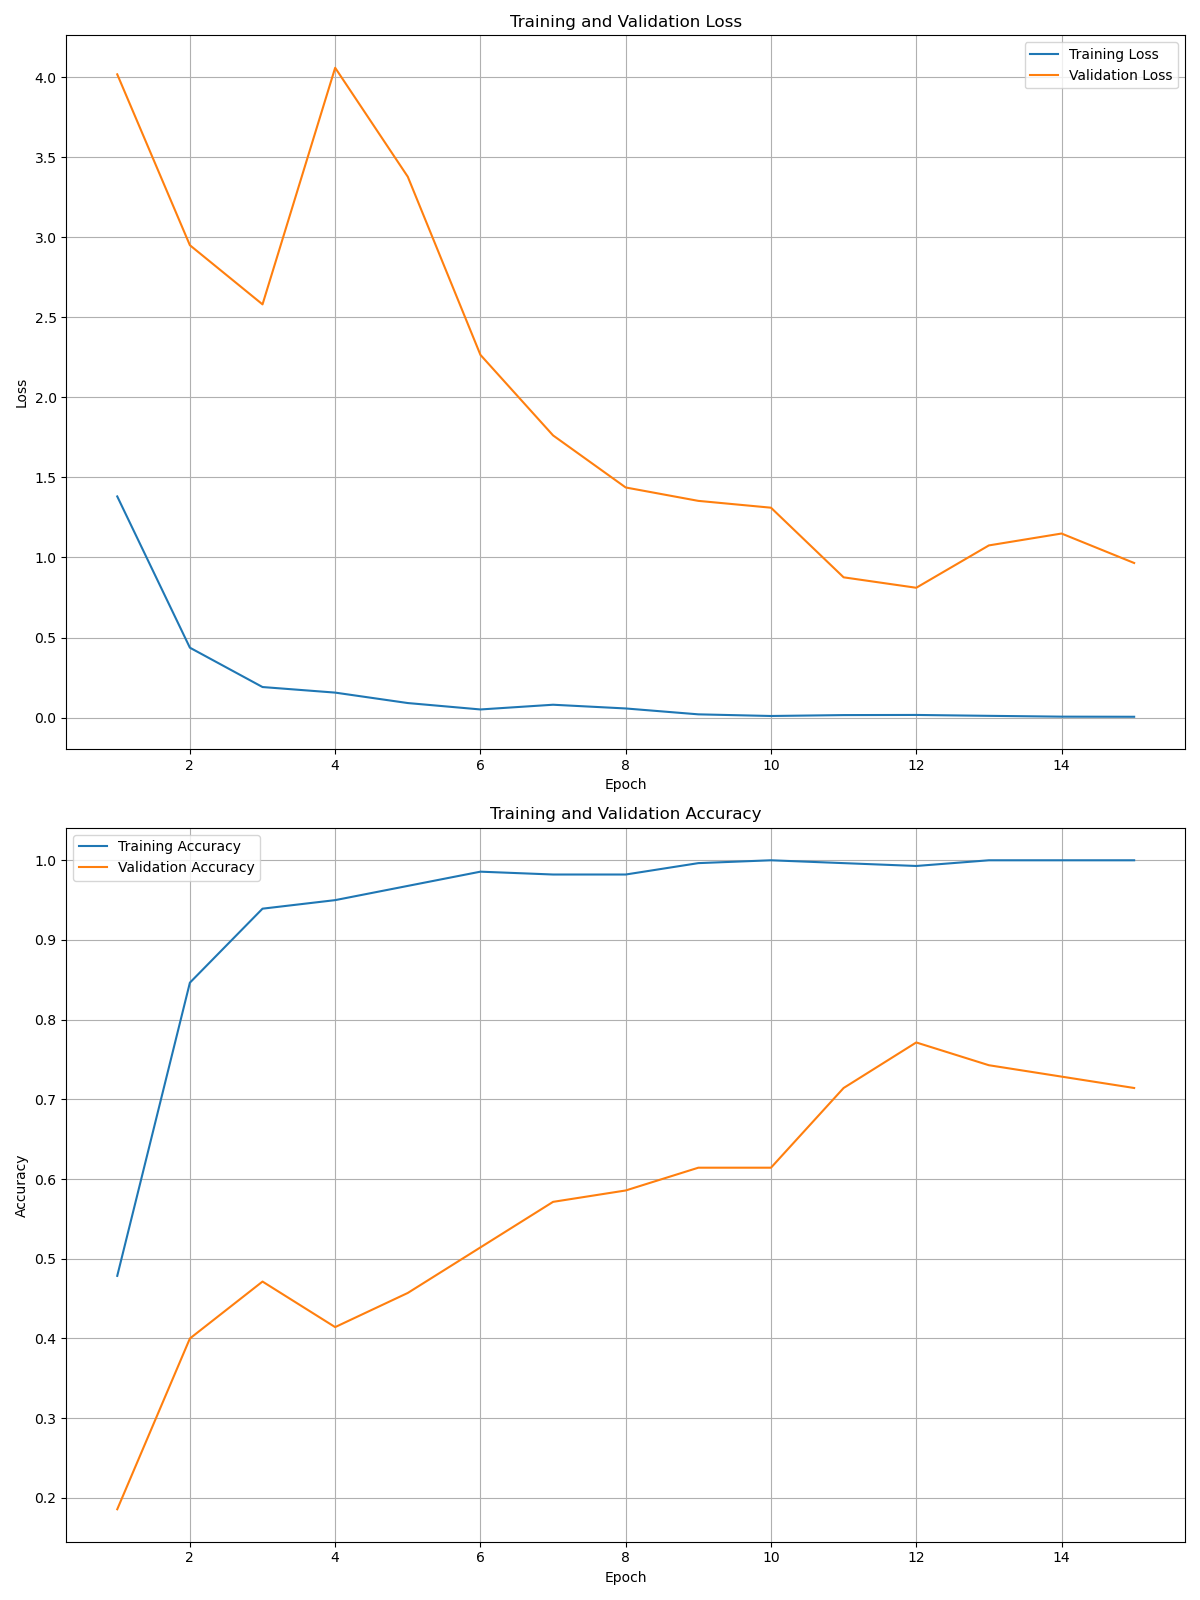 Training and Validation Loss
Training Loss
Validation Loss
4.0
3.5
3.0
2.5
2.0
1.5
1.0
0.5
0.0
Loss
2 4 6 8 10 12 14
Epoch
Training and Validation Accuracy
Training Accuracy
Validation Accuracy
1.0
0.9
0.8
0.7
0.6
0.5
0.4
0.3
0.2
Accuracy
2 4 6 8 10 12 14
Epoch